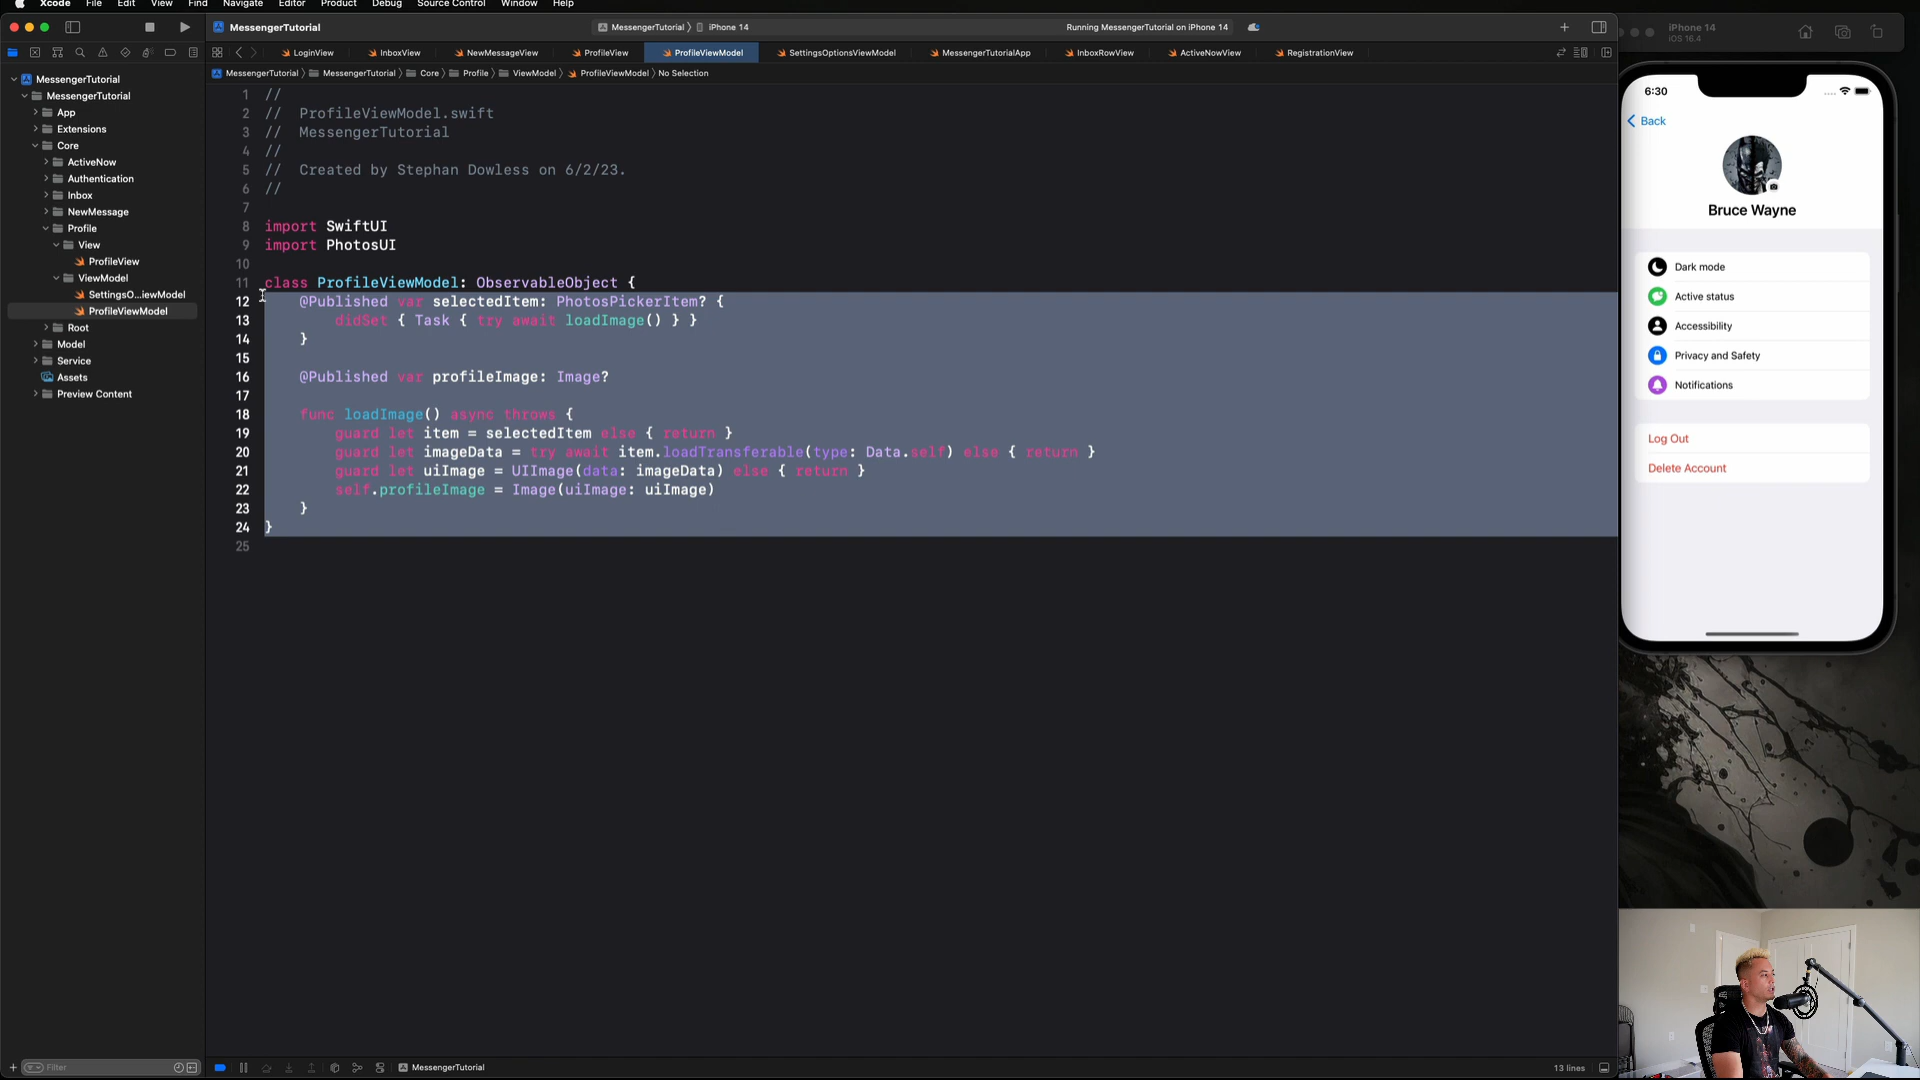 Xcode File Edit View Find Navigate Editor Product Debug Source Control Window Help
MessengerTutorial
MessengerTutorial iPhone 14
Running MessengerTutorial on iPhone 14
LoginView InboxView NewMessageView ProfileView ProfileViewModel SettingsOptionsViewModel MessengerTutorialApp InboxRowView ActiveNowView RegistrationView
MessengerTutorial MessengerTutorial Core Profile ViewModel ProfileViewModel No Selection
MessengerTutorial
MessengerTutorial
App
Extensions
Core
ActiveNow
Authentication
Inbox
NewMessage
Profile
View
ProfileView
ViewModel
SettingsO...iewModel
ProfileViewModel
Root
Model
Service
Assets
Preview Content
Filter
1 //
2 // ProfileViewModel.swift
3 // MessengerTutorial
4 //
5 // Created by Stephan Dowless on 6/2/23.
6 //
7
8 import SwiftUI
9 import PhotosUI
10
11 class ProfileViewModel: ObservableObject {
12 @Published var selectedItem: PhotosPickerItem? {
13 didSet { Task { try await loadImage() } }
14 }
15
16 @Published var profileImage: Image?
17
18 func loadImage() async throws {
19 guard let item = selectedItem else { return }
20 guard let imageData = try await item.loadTransferable(type: Data.self) else { return }
21 guard let uiImage = UIImage(data: imageData) else { return }
22 self.profileImage = Image(uiImage: uiImage)
23 }
24 }
25
MessengerTutorial
13 lines
iPhone 14
iOS 16.4
6:30
Back
Bruce Wayne
Dark mode
Active status
Accessibility
Privacy and Safety
Notifications
Log Out
Delete Account